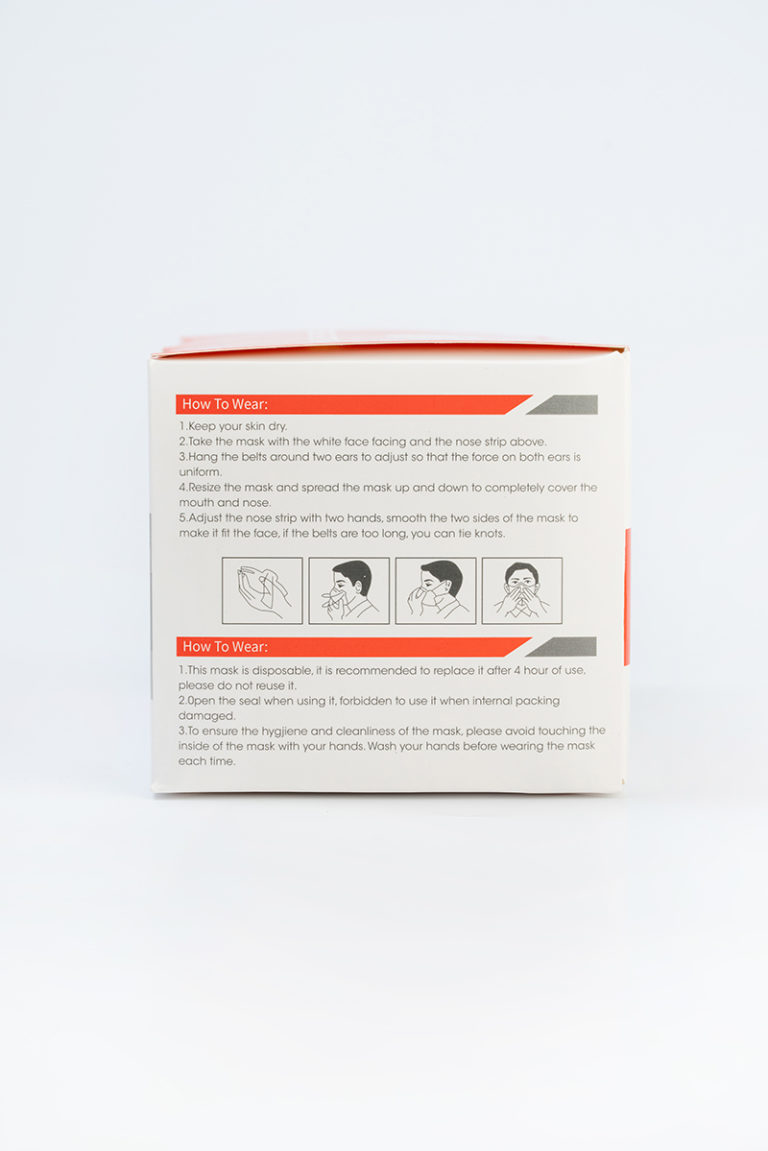 How To Wear:
1.Keep your skin dry.
2.Take the mask with the white face facing and the nose strip above.
3.Hang the belts around two ears to adjust so that the force on both ears is
uniform.
4.Resize the mask and spread the mask up and down to completely cover the
mouth and nose.
5.Adjust the nose strip with two hands, smooth the two sides of the mask to
make it fit the face, if the belts are too long, you can tie knots.
How To Wear:
1.This mask is disposable, it is recommended to replace it after 4 hour of use,
please do not reuse it.
2.Open the seal when using it, forbidden to use it when internal packing
damaged.
3.To ensure the hygjiene and cleanliness of the mask, please avoid touching the
inside of the mask with your hands. Wash your hands before wearing the mask
each time.